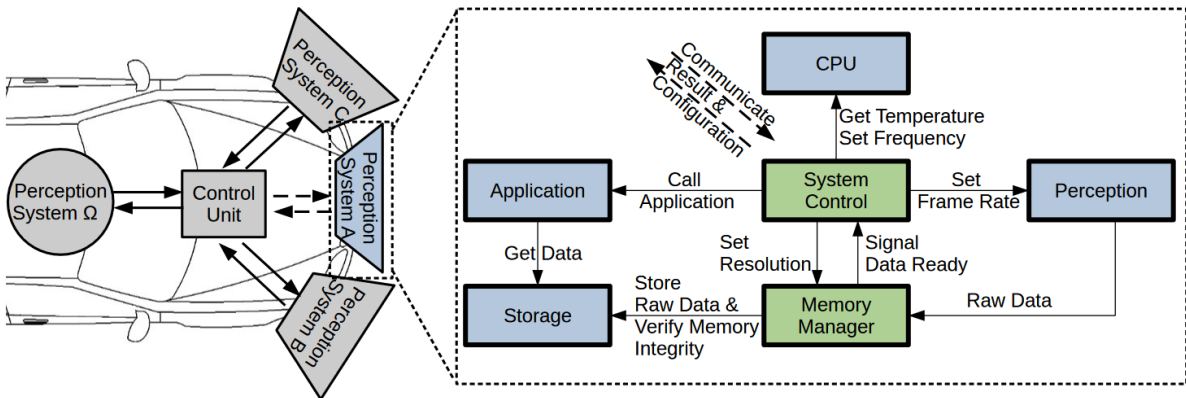 Perception
System C
Perception
System A
Perception
System Ω
Control
Unit
Perception
System B
Communicate
Result &
Configuration
CPU
Get Temperature
Set Frequency
Application
Call
Application
System
Control
Set
Frame Rate
Perception
Get Data
Set
Resolution
Signal
Data Ready
Storage
Store
Raw Data &
Verify Memory
Integrity
Memory
Manager
Raw Data